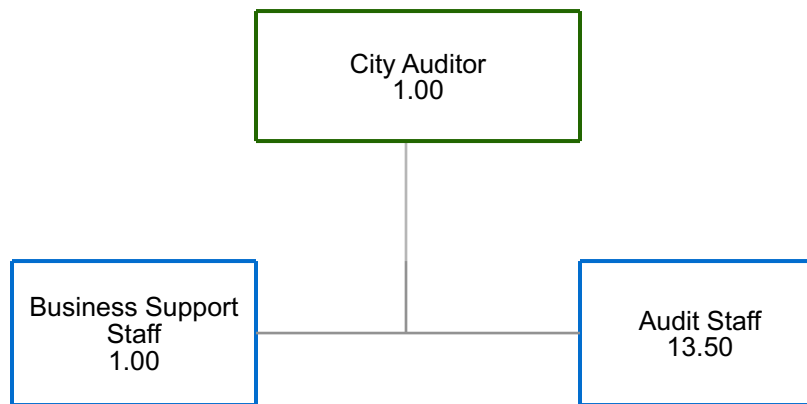 City Auditor
1.00
Business Support
Staff
1.00
Audit Staff
13.50